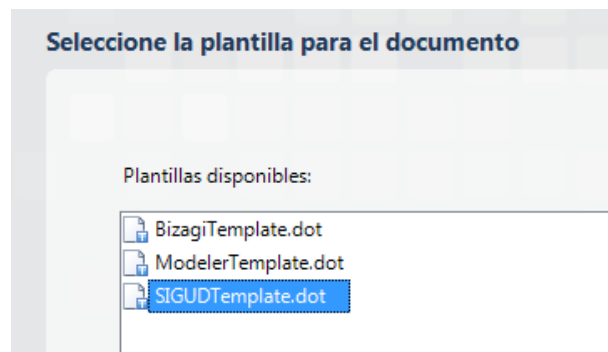 Seleccione la plantilla para el documento
Plantillas disponibles:
BizagiTemplate.dot
ModelerTemplate.dot
SIGUDTemplate.dot